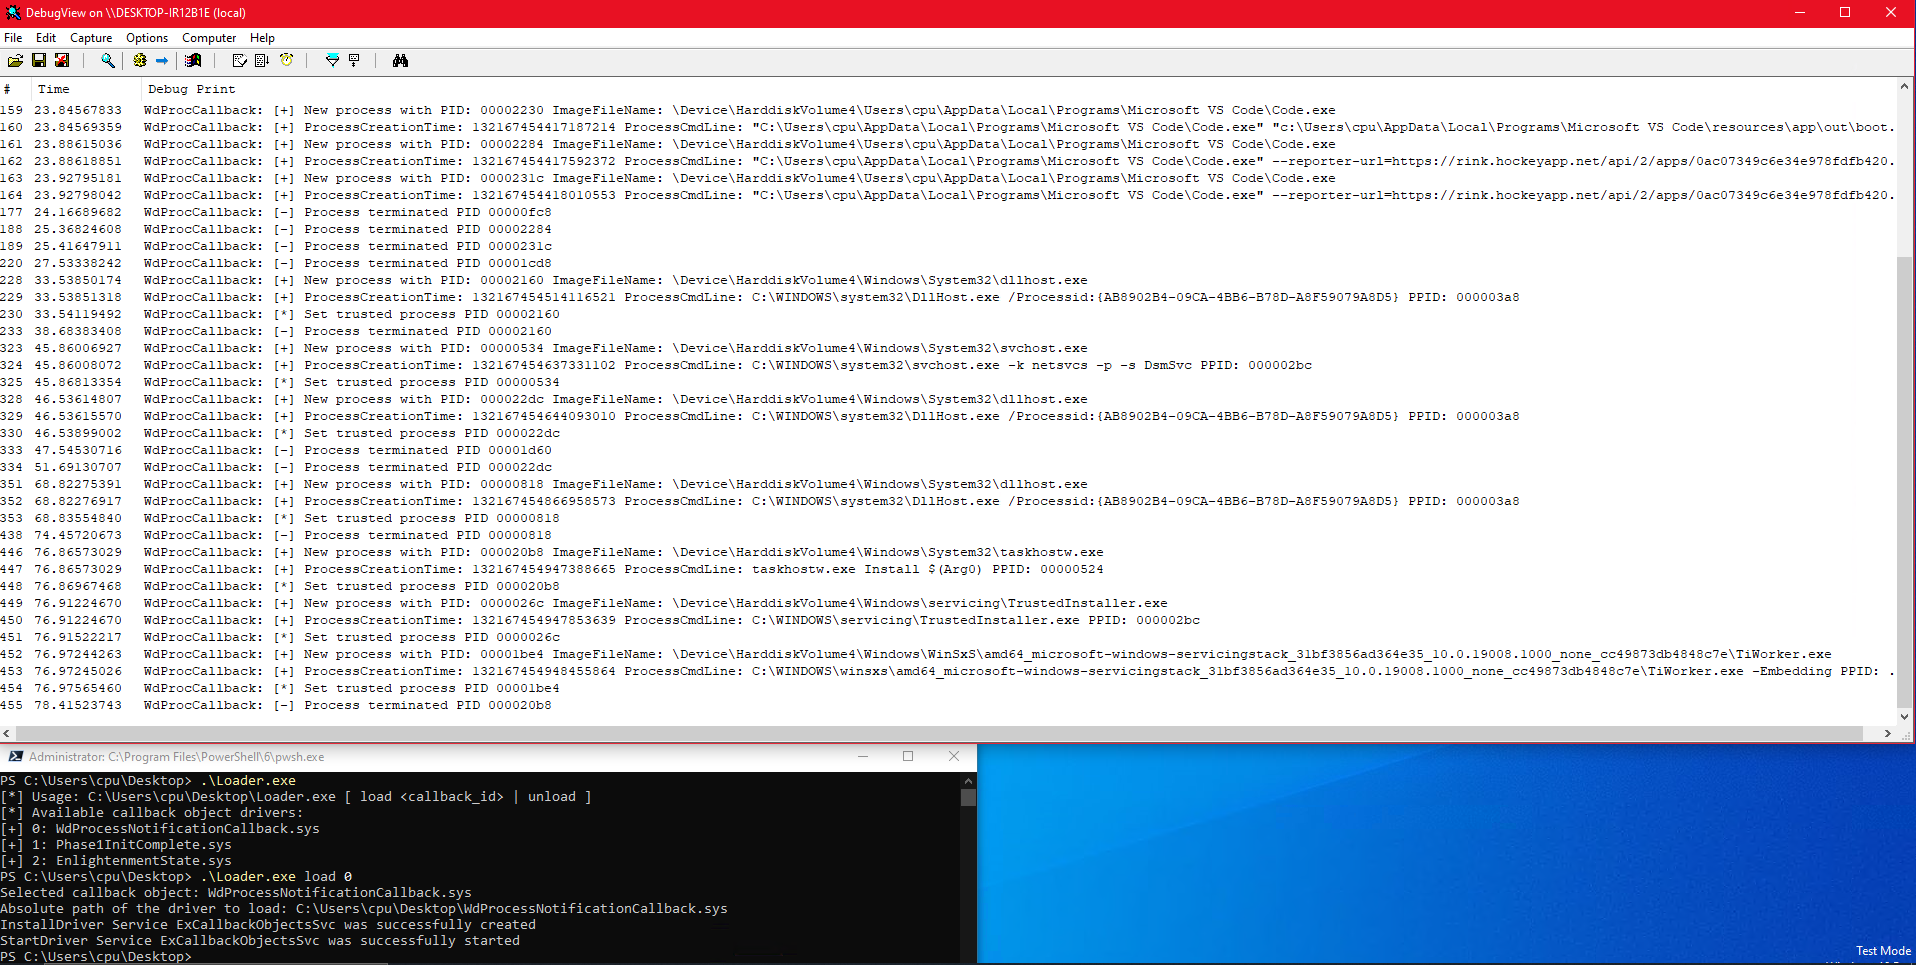 DebugView on \\DESKTOP-IR12B1E (local)
File Edit Capture Options Computer Help
# Time Debug Print
159 23.84567833 WdProcCallback: [+] New process with PID: 00002230 ImageFileName: \Device\HarddiskVolume4\Users\cpu\AppData\Local\Programs\Microsoft VS Code\Code.exe
160 23.84569359 WdProcCallback: [+] ProcessCreationTime: 132167454417187214 ProcessCmdLine: "C:\Users\cpu\AppData\Local\Programs\Microsoft VS Code\Code.exe" "c:\Users\cpu\AppData\Local\Programs\Microsoft VS Code\resources\app\out\boot.
161 23.88615036 WdProcCallback: [+] New process with PID: 00002284 ImageFileName: \Device\HarddiskVolume4\Users\cpu\AppData\Local\Programs\Microsoft VS Code\Code.exe
162 23.88618851 WdProcCallback: [+] ProcessCreationTime: 132167454417592372 ProcessCmdLine: "C:\Users\cpu\AppData\Local\Programs\Microsoft VS Code\Code.exe" --reporter-url=https://rink.hockeyapp.net/api/2/apps/0ac07349c6e34e978fdfb420.
163 23.92795181 WdProcCallback: [+] New process with PID: 0000231c ImageFileName: \Device\HarddiskVolume4\Users\cpu\AppData\Local\Programs\Microsoft VS Code\Code.exe
164 23.92798042 WdProcCallback: [+] ProcessCreationTime: 132167454418010553 ProcessCmdLine: "C:\Users\cpu\AppData\Local\Programs\Microsoft VS Code\Code.exe" --reporter-url=https://rink.hockeyapp.net/api/2/apps/0ac07349c6e34e978fdfb420.
177 24.16689682 WdProcCallback: [-] Process terminated PID 00000fc8
188 25.36824608 WdProcCallback: [-] Process terminated PID 00002284
189 25.41647911 WdProcCallback: [-] Process terminated PID 0000231c
220 27.53338242 WdProcCallback: [-] Process terminated PID 00001cd8
228 33.53850174 WdProcCallback: [+] New process with PID: 00002160 ImageFileName: \Device\HarddiskVolume4\Windows\System32\dllhost.exe
229 33.53851318 WdProcCallback: [+] ProcessCreationTime: 132167454514116521 ProcessCmdLine: C:\WINDOWS\system32\DllHost.exe /Processid:{AB8902B4-09CA-4BB6-B78D-A8F59079A8D5} PPID: 000003a8
230 33.54119492 WdProcCallback: [*] Set trusted process PID 00002160
233 38.68383408 WdProcCallback: [-] Process terminated PID 00002160
323 45.86006927 WdProcCallback: [+] New process with PID: 00000534 ImageFileName: \Device\HarddiskVolume4\Windows\System32\svchost.exe
324 45.86008072 WdProcCallback: [+] ProcessCreationTime: 132167454637331102 ProcessCmdLine: C:\WINDOWS\system32\svchost.exe -k netsvcs -p -s DsmSvc PPID: 000002bc
325 45.86813354 WdProcCallback: [*] Set trusted process PID 00000534
328 46.53614807 WdProcCallback: [+] New process with PID: 000022dc ImageFileName: \Device\HarddiskVolume4\Windows\System32\dllhost.exe
329 46.53615570 WdProcCallback: [+] ProcessCreationTime: 132167454644093010 ProcessCmdLine: C:\WINDOWS\system32\DllHost.exe /Processid:{AB8902B4-09CA-4BB6-B78D-A8F59079A8D5} PPID: 000003a8
330 46.53899002 WdProcCallback: [*] Set trusted process PID 000022dc
333 47.54530716 WdProcCallback: [-] Process terminated PID 00001d60
334 51.69130707 WdProcCallback: [-] Process terminated PID 000022dc
351 68.82275391 WdProcCallback: [+] New process with PID: 00000818 ImageFileName: \Device\HarddiskVolume4\Windows\System32\dllhost.exe
352 68.82276917 WdProcCallback: [+] ProcessCreationTime: 132167454866958573 ProcessCmdLine: C:\WINDOWS\system32\DllHost.exe /Processid:{AB8902B4-09CA-4BB6-B78D-A8F59079A8D5} PPID: 000003a8
353 68.83554840 WdProcCallback: [*] Set trusted process PID 00000818
438 74.45720673 WdProcCallback: [-] Process terminated PID 00000818
446 76.86573029 WdProcCallback: [+] New process with PID: 000020b8 ImageFileName: \Device\HarddiskVolume4\Windows\System32\taskhostw.exe
447 76.86573029 WdProcCallback: [+] ProcessCreationTime: 132167454947388665 ProcessCmdLine: taskhostw.exe Install $(Arg0) PPID: 00000524
448 76.86967468 WdProcCallback: [*] Set trusted process PID 000020b8
449 76.91224670 WdProcCallback: [+] New process with PID: 0000026c ImageFileName: \Device\HarddiskVolume4\Windows\servicing\TrustedInstaller.exe
450 76.91224670 WdProcCallback: [+] ProcessCreationTime: 132167454947853639 ProcessCmdLine: C:\WINDOWS\servicing\TrustedInstaller.exe PPID: 000002bc
451 76.91522217 WdProcCallback: [*] Set trusted process PID 0000026c
452 76.97244263 WdProcCallback: [+] New process with PID: 00001be4 ImageFileName: \Device\HarddiskVolume4\Windows\WinSxS\amd64_microsoft-windows-servicingstack_31bf3856ad364e35_10.0.19008.1000_none_cc49873db4848c7e\TiWorker.exe
453 76.97245026 WdProcCallback: [+] ProcessCreationTime: 132167454948455864 ProcessCmdLine: C:\WINDOWS\winsxs\amd64_microsoft-windows-servicingstack_31bf3856ad364e35_10.0.19008.1000_none_cc49873db4848c7e\TiWorker.exe -Embedding PPID: .
454 76.97565460 WdProcCallback: [*] Set trusted process PID 00001be4
455 78.41523743 WdProcCallback: [-] Process terminated PID 000020b8
Administrator: C:\Program Files\PowerShell\6\pwsh.exe
PS C:\Users\cpu\Desktop> .\Loader.exe
[*] Usage: C:\Users\cpu\Desktop\Loader.exe [ load <callback_id> | unload ]
[*] Available callback object drivers:
[+] 0: WdProcessNotificationCallback.sys
[+] 1: Phase1InitComplete.sys
[+] 2: EnlightenmentState.sys
PS C:\Users\cpu\Desktop> .\Loader.exe load 0
Selected callback object: WdProcessNotificationCallback.sys
Absolute path of the driver to load: C:\Users\cpu\Desktop\WdProcessNotificationCallback.sys
InstallDriver Service ExCallbackObjectsSvc was successfully created
StartDriver Service ExCallbackObjectsSvc was successfully started
PS C:\Users\cpu\Desktop>
Test Mode